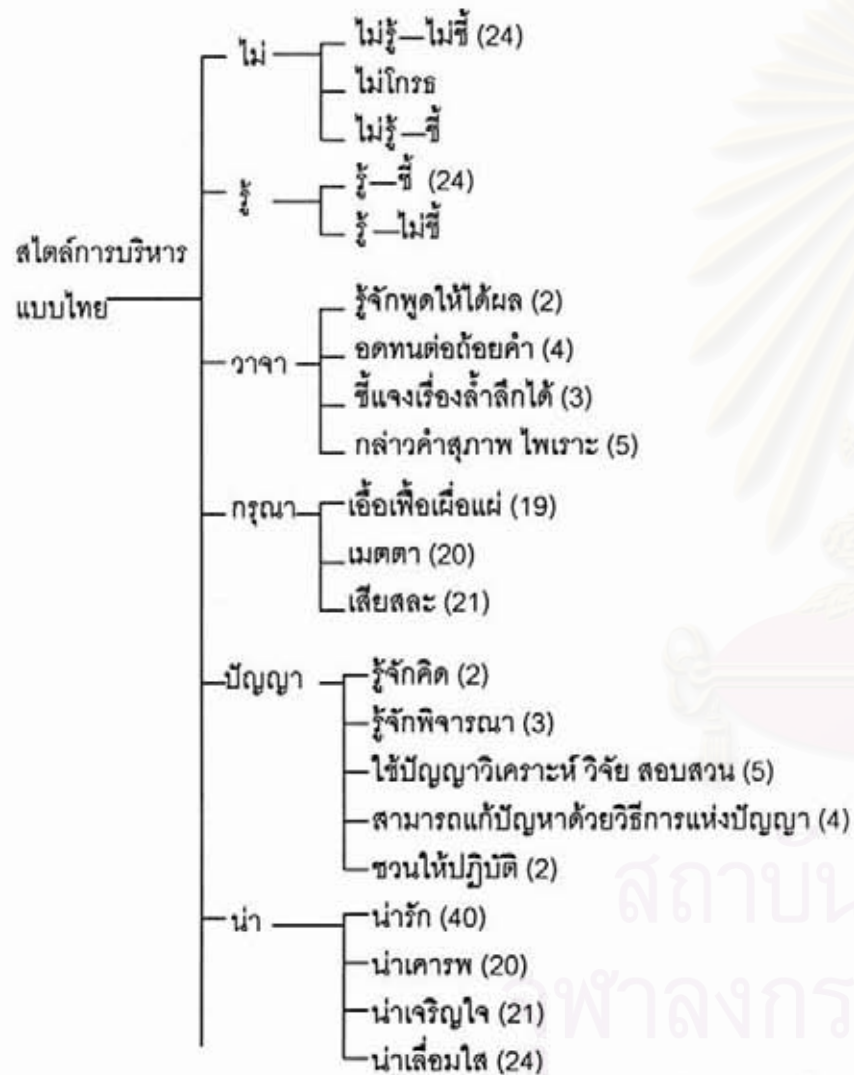 ไม่
ไม่รู้—ไม่ชี้ (24)
ไม่โกรธ
ไม่รู้—ชี้
รู้
รู้—ชี้ (24)
รู้—ไม่ชี้
สไตล์การบริหาร
แบบไทย
วาจา
รู้จักพูดให้ได้ผล (2)
อดทนต่อถ้อยคำ (4)
ชี้แจงเรื่องล้ำลึกได้ (3)
กล่าวคำสุภาพ ไพเราะ (5)
กรุณา
เอื้อเฟื้อเผื่อแผ่ (19)
เมตตา (20)
เสียสละ (21)
ปัญญา
รู้จักคิด (2)
รู้จักพิจารณา (3)
ใช้ปัญญาวิเคราะห์ วิจัย สอบสวน (5)
สามารถแก้ปัญหาด้วยวิธีการแห่งปัญญา (4)
ชวนให้ปฏิบัติ (2)
น่า
น่ารัก (40)
น่าเคารพ (20)
น่าเจริญใจ (21)
น่าเลื่อมใส (24)
สถาบัน
จุฬาลงกร